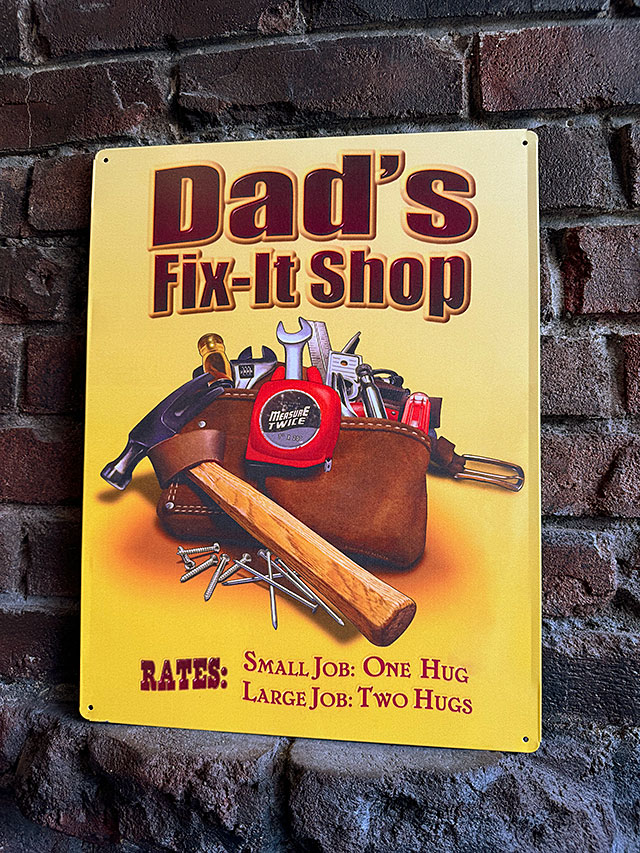 Dad's
Fix-It Shop
MEASURE
TWICE
RATES: SMALL JOB: ONE HUG
LARGE JOB: TWO HUGS